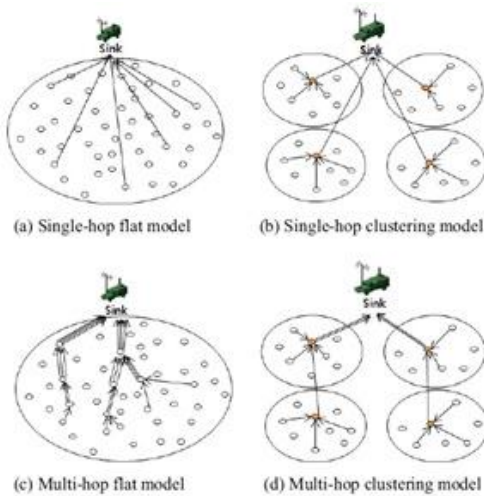 Sink
Sink
(a) Single-hop flat model
(b) Single-hop clustering model
Sink
Sink
(c) Multi-hop flat model
(d) Multi-hop clustering model